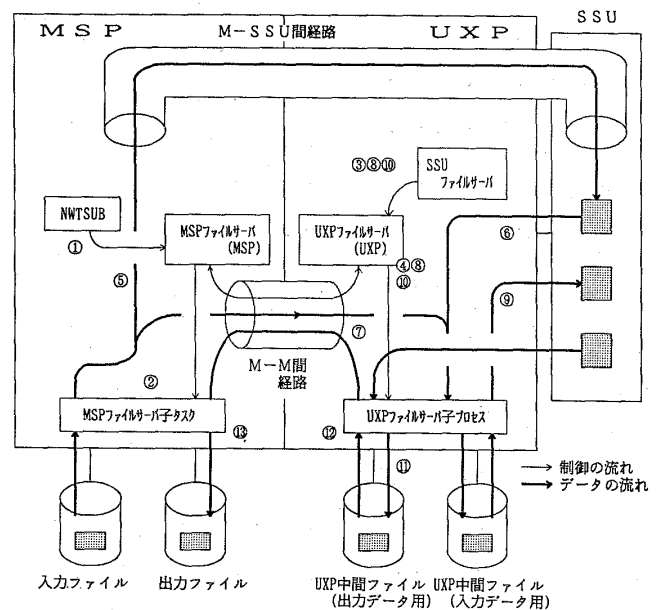 MSP
M-SSU間経路
UXP
SSU
③⑧⑩
SSU
ファイルサーバ
NWTSUB
①
MSPファイルサーバ
(MSP)
UXPファイルサーバ
(UXP)
④⑧
⑩
⑥
⑤
⑨
⑦
M-M間
経路
②
MSPファイルサーバ子タスク
⑬
⑫
UXPファイルサーバ子プロセス
⑪
制御の流れ
データの流れ
入力ファイル
出力ファイル
UXP中間ファイル
(出力データ用)
UXP中間ファイル
(入力データ用)